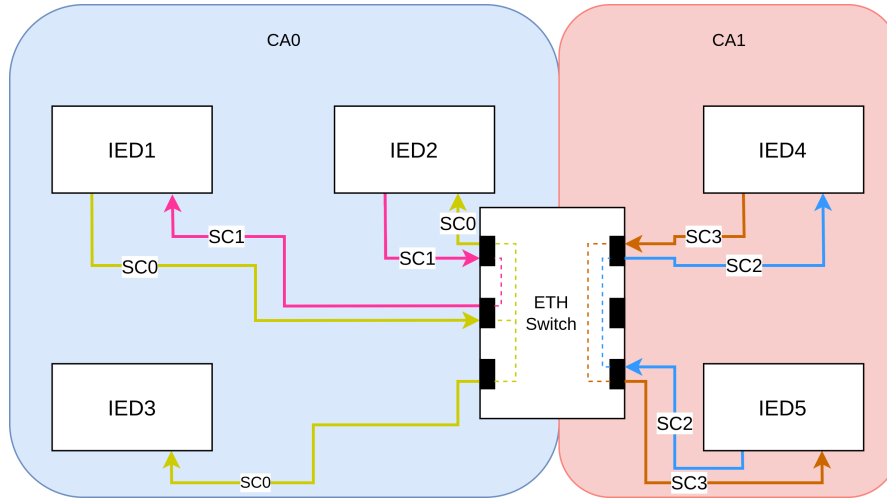 CA0
CA1
IED1
IED2
IED4
SC0
SC1
SC3
SC1
SC0
SC2
ETH
Switch
IED3
IED5
SC2
SC0
SC3